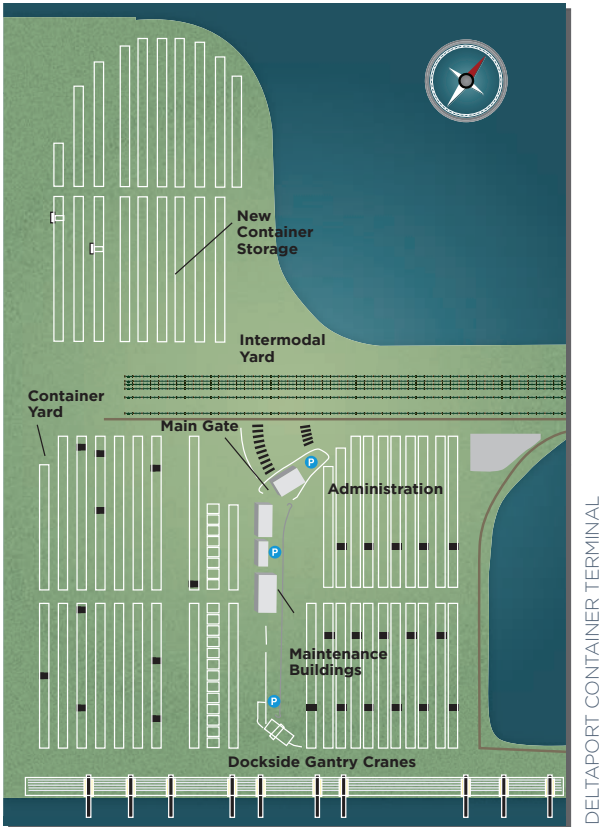 New
Container
Storage
Intermodal
Yard
Container
Yard
Main Gate
P
Administration
P
Maintenance
Buildings
P
Dockside Gantry Cranes
DELTAPORT CONTAINER TERMINAL